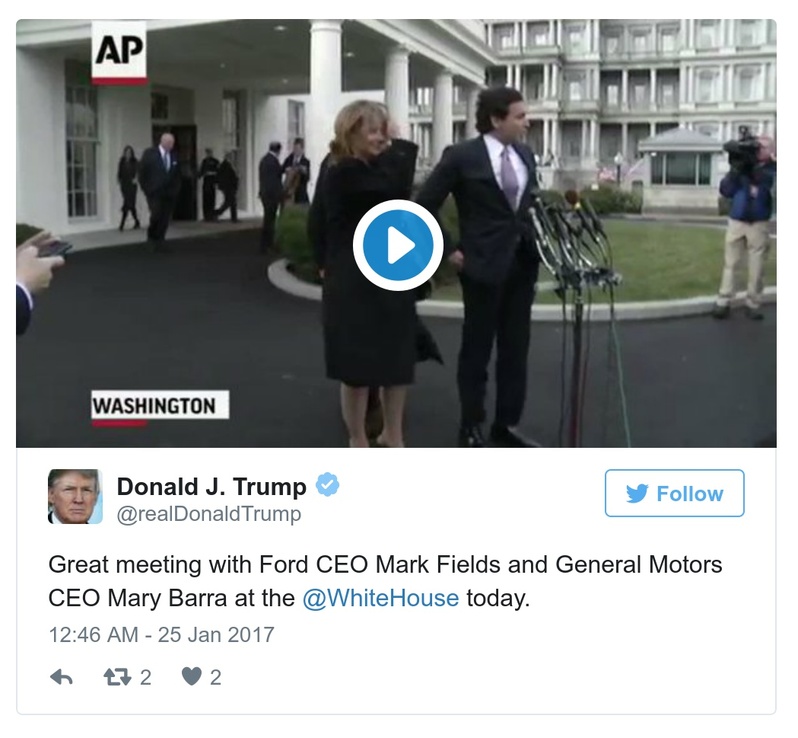 AP
WASHINGTON
Donald J. Trump
@realDonaldTrump
Follow
Great meeting with Ford CEO Mark Fields and General Motors
CEO Mary Barra at the @WhiteHouse today.
12:46 AM - 25 Jan 2017
2
2